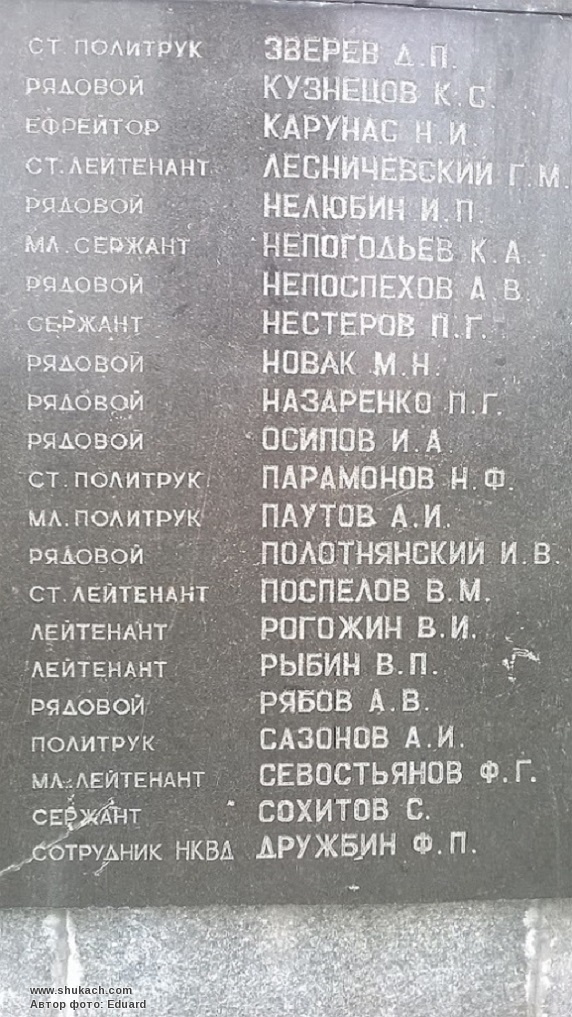 СТ. ПОЛИТРУК ЗВЕРЕВ Д.П.
РЯДОВОЙ КУЗНЕЦОВ К.С.
ЕФРЕЙТОР КАРУНАС Н.И.
СТ. ЛЕЙТЕНАНТ ЛЕСНИЧЕВСКИЙ Г.М.
РЯДОВОЙ НЕЛЮБИН И.П.
МЛ. СЕРЖАНТ НЕПОГОДЬЕВ К.А.
РЯДОВОЙ НЕПОСПЕХОВ А.В.
СЕРЖАНТ НЕСТЕРОВ П.Г.
РЯДОВОЙ НОВАК М.Н.
РЯДОВОЙ НАЗАРЕНКО П.Г.
РЯДОВОЙ ОСИПОВ И.А.
СТ. ПОЛИТРУК ПАРАМОНОВ Н.Ф.
МЛ. ПОЛИТРУК ПАУТОВ А.И.
РЯДОВОЙ ПОЛОТНЯНСКИЙ И.В.
СТ. ЛЕЙТЕНАНТ ПОСПЕЛОВ В.М.
ЛЕЙТЕНАНТ РОГОЖИН В.И.
ЛЕЙТЕНАНТ РЫБИН В.П.
РЯДОВОЙ РЯБОВ А.В.
ПОЛИТРУК САЗОНОВ А.И.
МЛ. ЛЕЙТЕНАНТ СЕВОСТЬЯНОВ Ф.Г.
СЕРЖАНТ СОХИТОВ С.
СОТРУДНИК НКВД ДРУЖБИН Ф.П.
www.shukach.com
Автор фото: Eduard